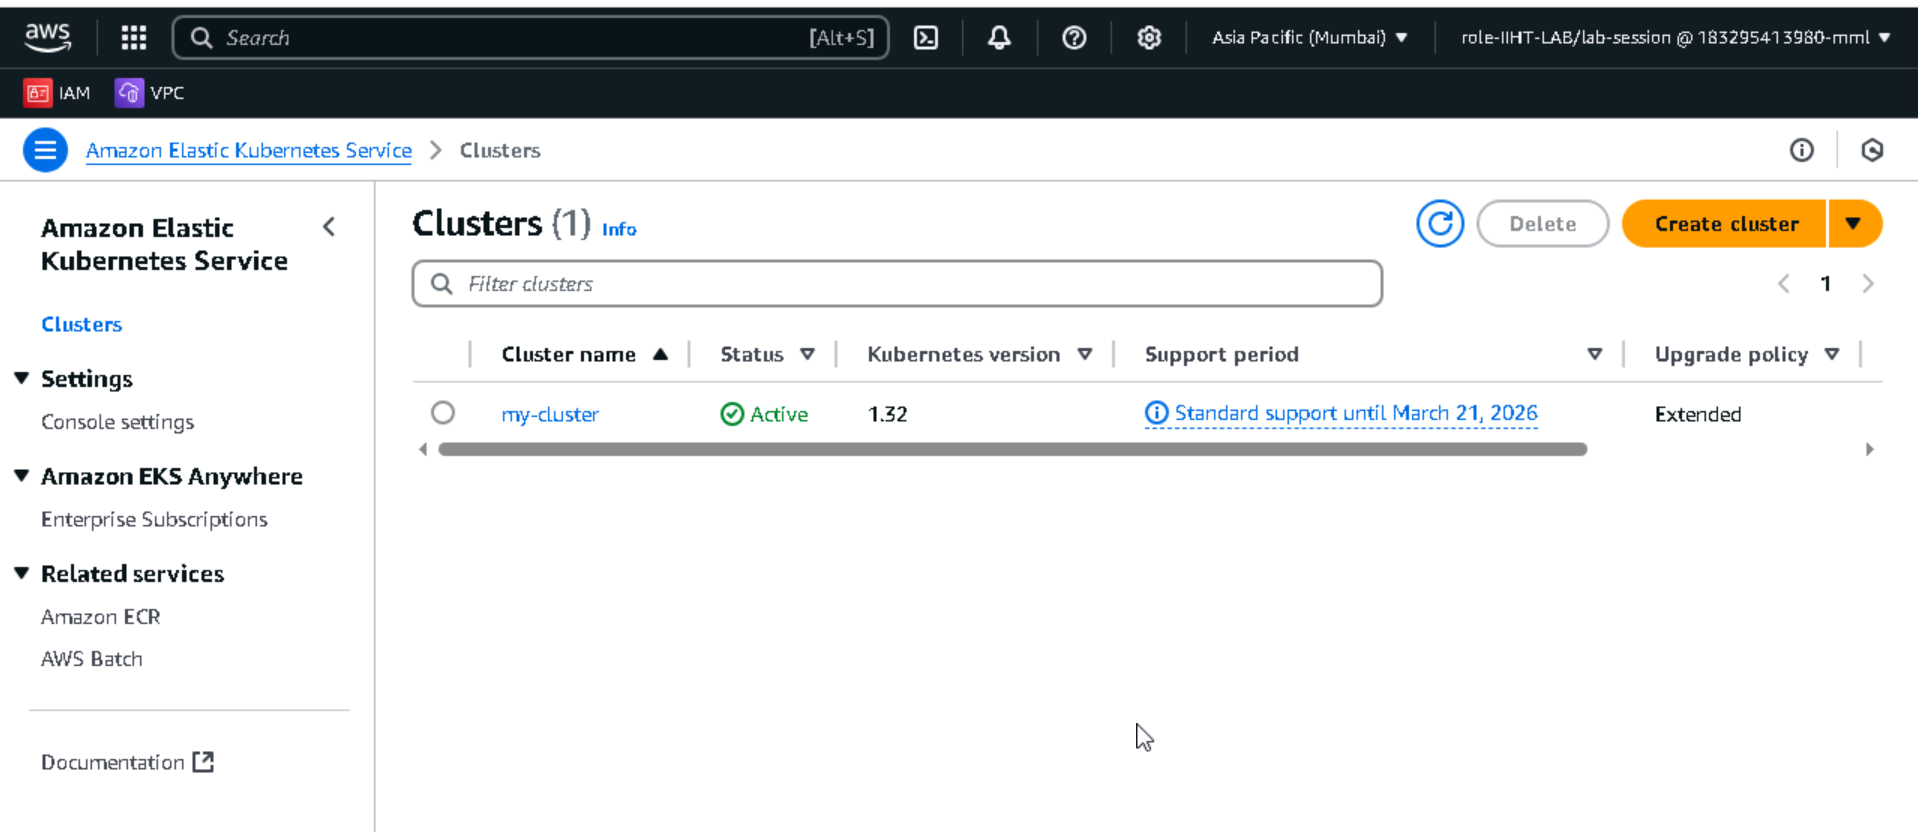 aws
Search [Alt+S]
Asia Pacific (Mumbai)
role-IIHT-LAB/lab-session @ 183295413980-mml
IAM
VPC
Amazon Elastic Kubernetes Service > Clusters
Amazon Elastic
Kubernetes Service
Clusters
Settings
Console settings
Amazon EKS Anywhere
Enterprise Subscriptions
Related services
Amazon ECR
AWS Batch
Documentation
Clusters (1) Info
Delete
Create cluster
Filter clusters
1
Cluster name Status Kubernetes version Support period Upgrade policy
my-cluster Active 1.32 Standard support until March 21, 2026 Extended